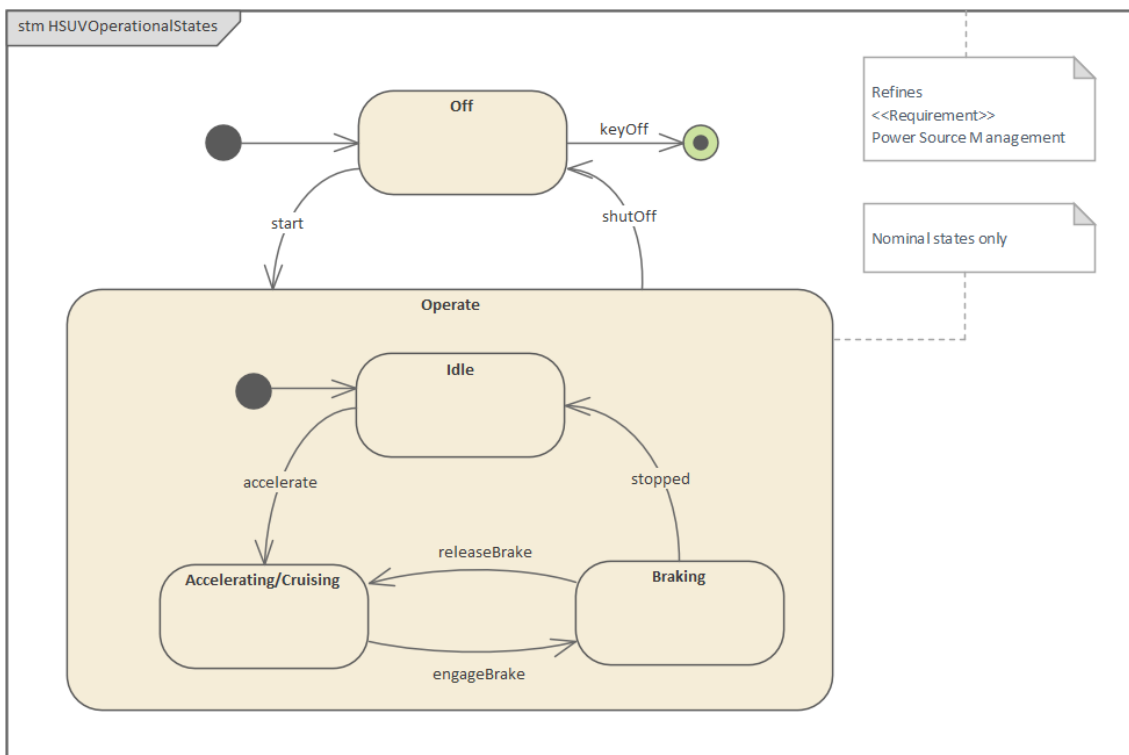 stm HSUVOperationalStates
Refines
<<Requirement>>
Power Source Management
Off
keyOff
start
shutOff
Nominal states only
Operate
Idle
accelerate
stopped
releaseBrake
Accelerating/Cruising
Braking
engageBrake